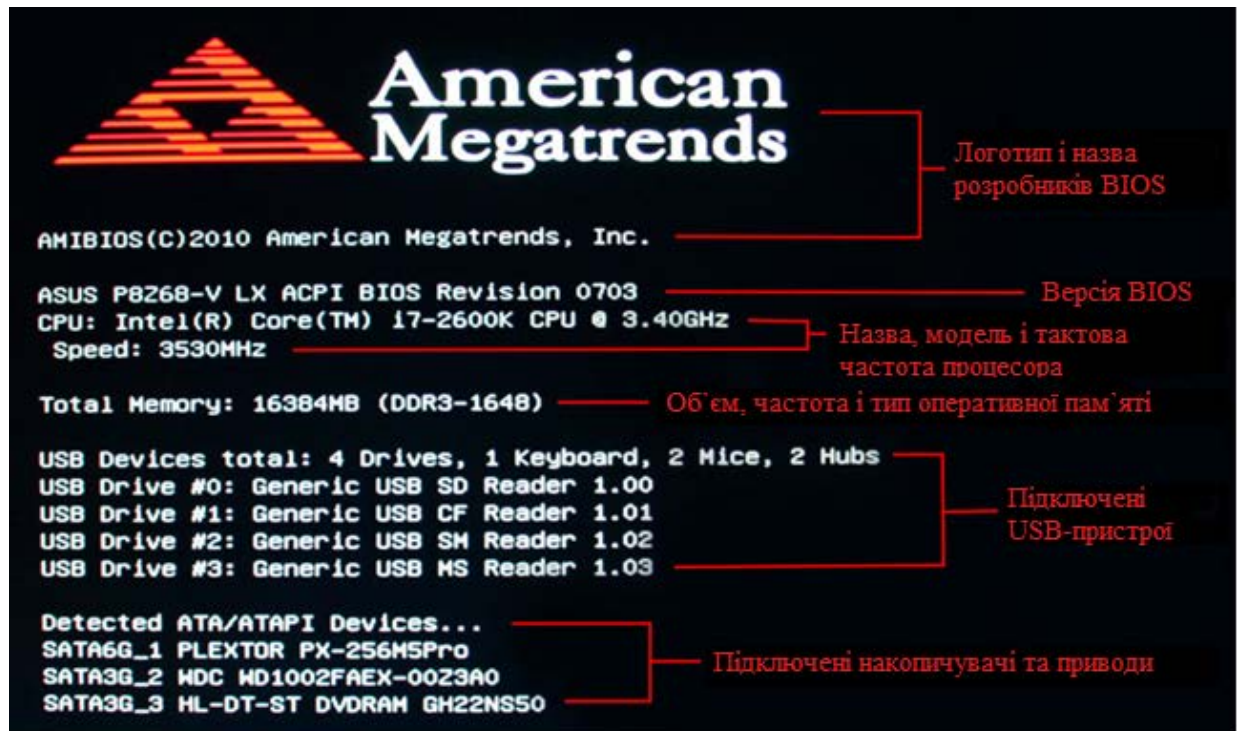 American
Megatrends
Логотип і назва
розробників BIOS
AMIBIOS(C)2010 American Megatrends, Inc.
ASUS P8Z68-V LX ACPI BIOS Revision 0703
Версія BIOS
CPU: Intel(R) Core(TM) i7-2600K CPU @ 3.40GHz
Speed: 3530MHz
Назва, модель і тактова
частота процесора
Total Memory: 16384MB (DDR3-1648)
Об`єм, частота і тип оперативної пам`яті
USB Devices total: 4 Drives, 1 Keyboard, 2 Mice, 2 Hubs
USB Drive #0: Generic USB SD Reader 1.00
USB Drive #1: Generic USB CF Reader 1.01
USB Drive #2: Generic USB SM Reader 1.02
USB Drive #3: Generic USB MS Reader 1.03
Підключені
USB-пристрої
Detected ATA/ATAPI Devices...
SATA6G_1 PLEXTOR PX-256M5Pro
SATA3G_2 WDC WD1002FAEX-00Z3A0
SATA3G_3 HL-DT-ST DVDRAM GH22NS50
Підключені накопичувачі та приводи